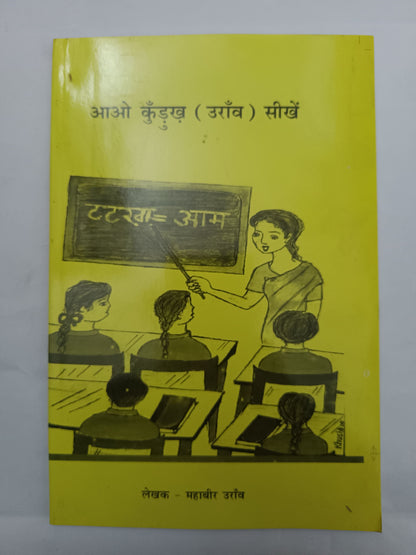 आओ कुँड़ुख़ ( उराँव ) सीखें
टटख़ा = आम
लेखक - महाबीर उराँव